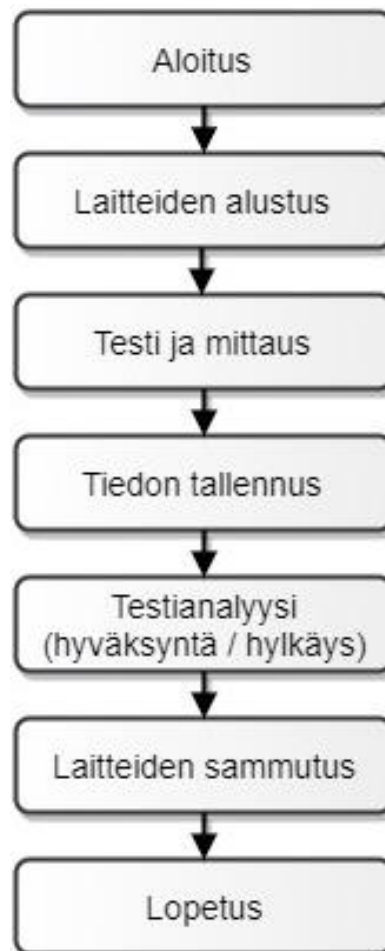 Aloitus
Laitteiden alustus
Testi ja mittaus
Tiedon tallennus
Testianalyysi
(hyväksyntä / hylkäys)
Laitteiden sammutus
Lopetus